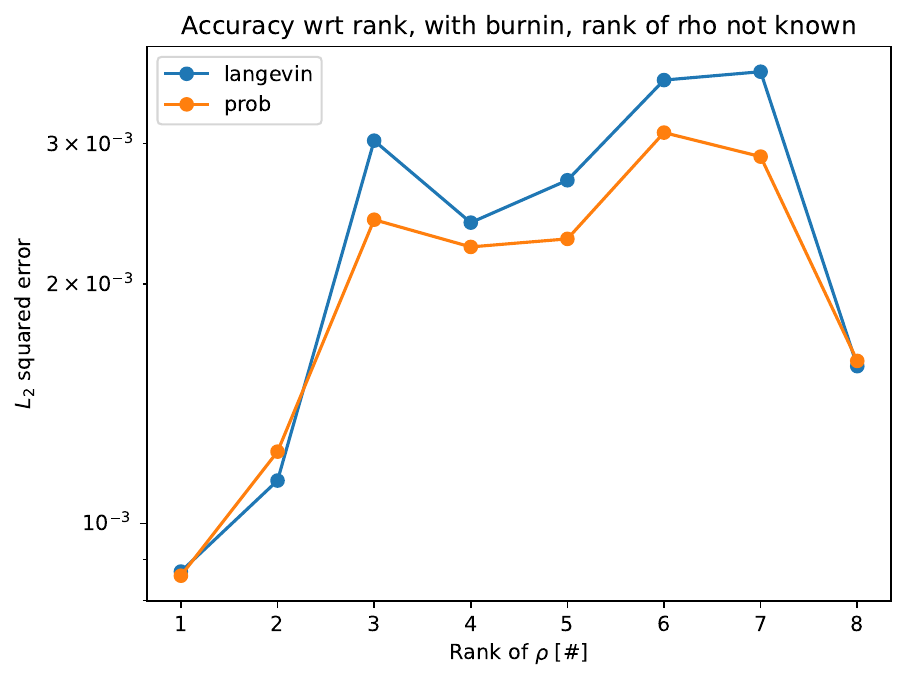 Accuracy wrt rank, with burnin, rank of rho not known
langevin
prob
3 × 10⁻³
2 × 10⁻³
10⁻³
L₂ squared error
1 2 3 4 5 6 7 8
Rank of ρ [#]